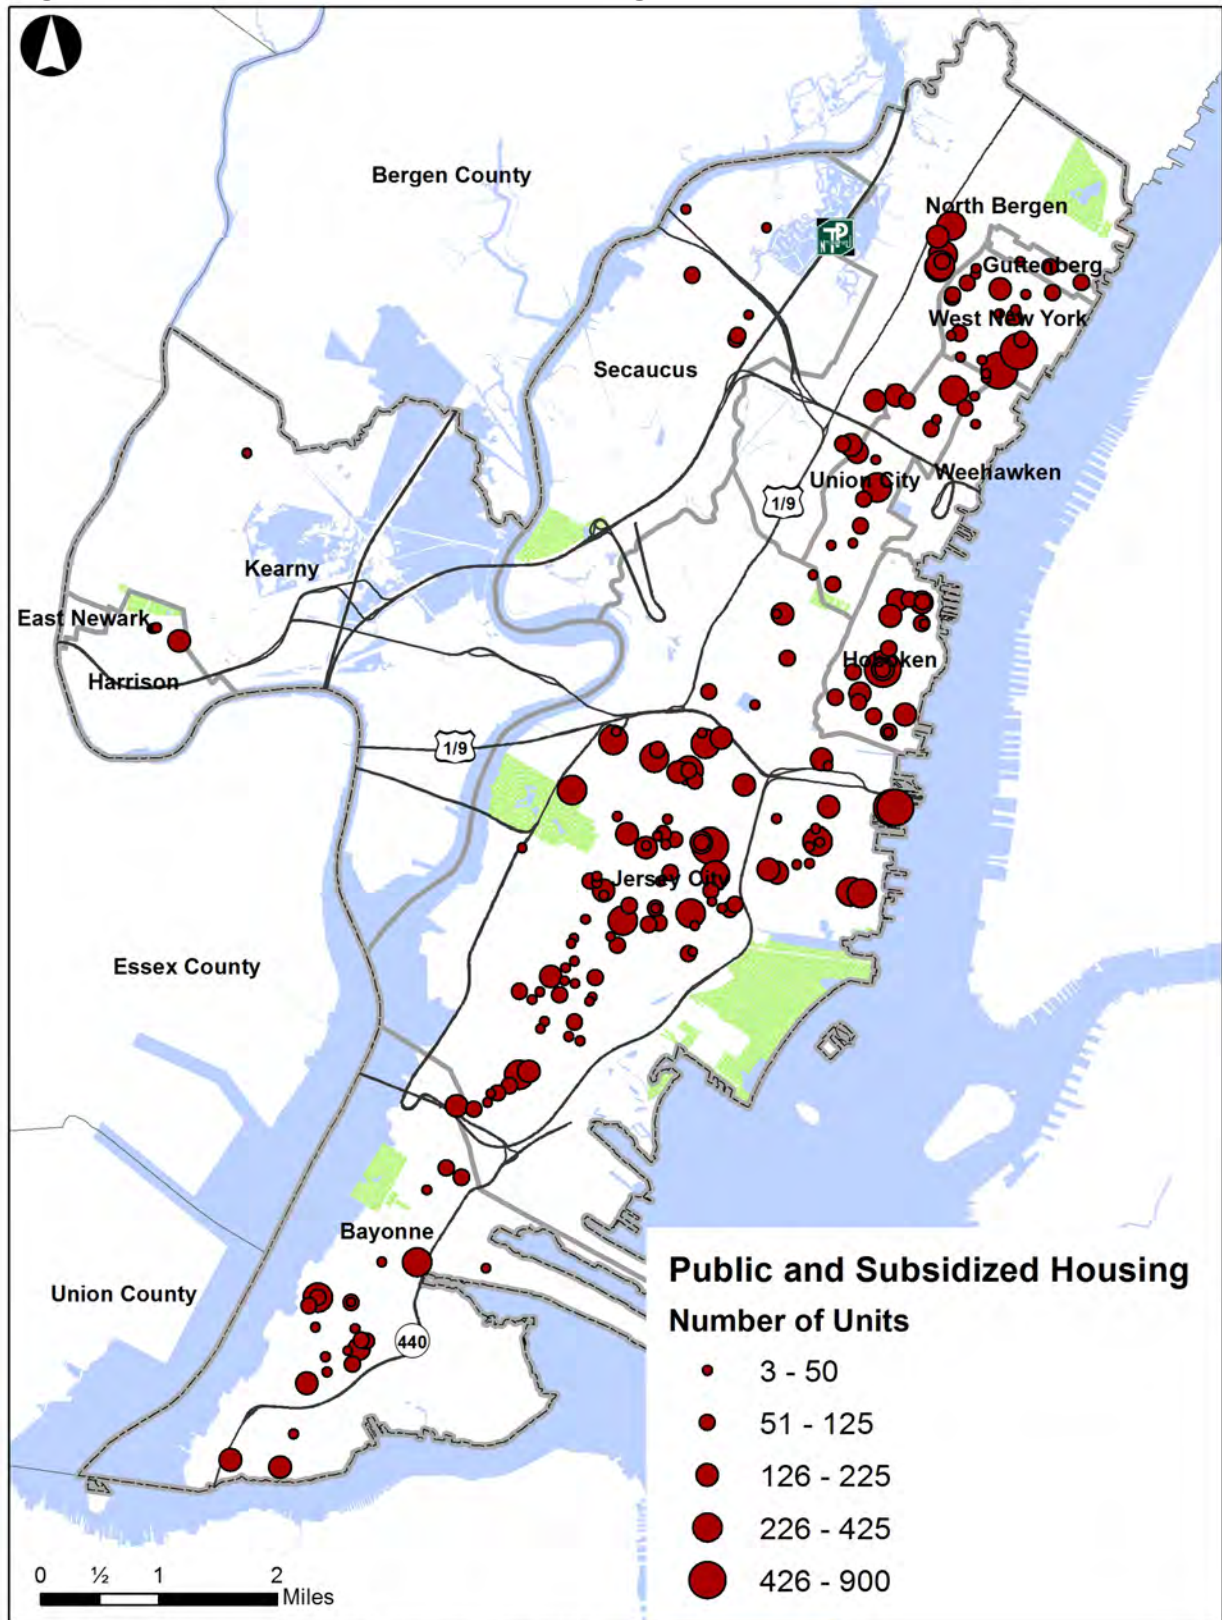 Bergen County
North Bergen
TP
Guttenberg
West New York
Secaucus
Weehawken
Union City
1/9
Kearny
East Newark
Hoboken
Harrison
1/9
Jersey City
Essex County
Bayonne
Union County
440
Public and Subsidized Housing
Number of Units
3 - 50
51 - 125
126 - 225
226 - 425
426 - 900
0 ½ 1 2
Miles